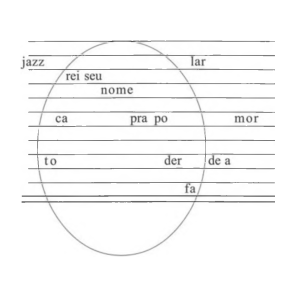 jazz lar
rei seu
nome
ca pra po mor
to der de a
fa